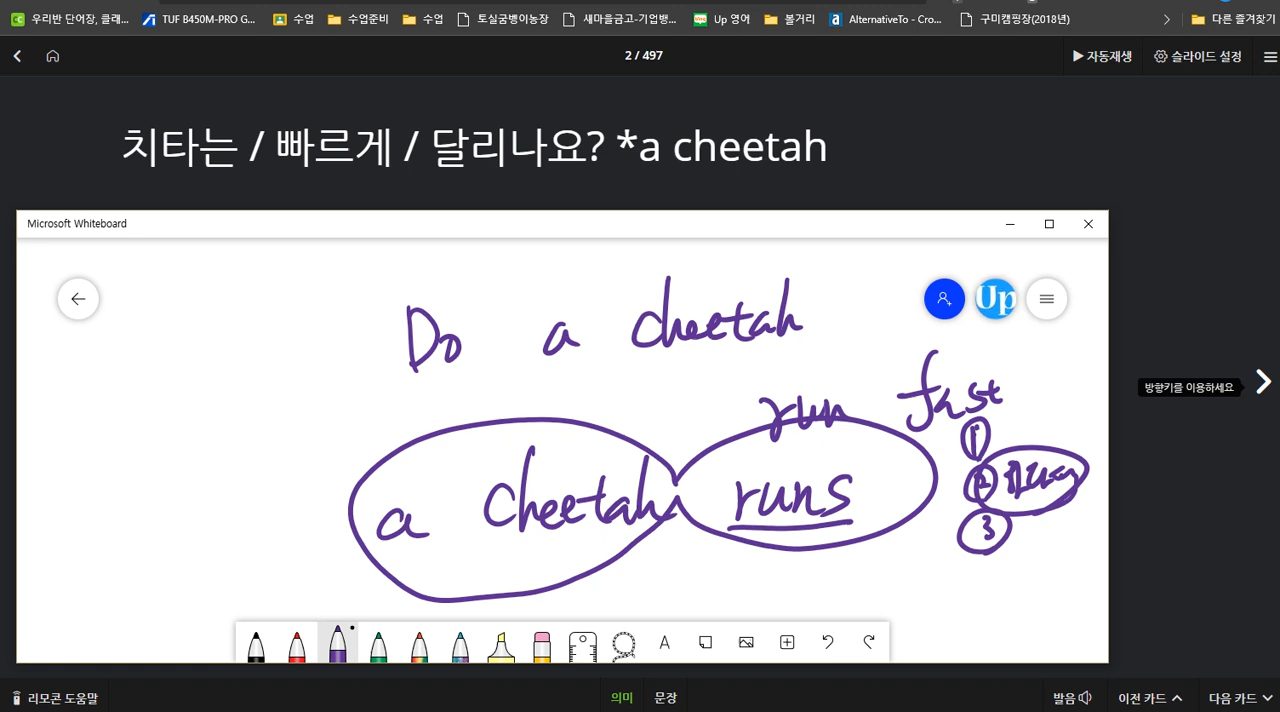 우리반 단어장, 클래... TUF B450M-PRO G... 수업 수업준비 수업 토실굼벵이농장 새마을금고-기업뱅... Up 영어 볼거리 AlternativeTo - Cro... 구미캠핑장(2018년) 다른 즐겨찾기
2 / 497 자동재생 슬라이드 설정
치타는 / 빠르게 / 달리나요? *a cheetah
Microsoft Whiteboard
Up
Do a cheetah
run fast
방향키를 이용하세요
a cheetah runs
①
②
③
A
리모콘 도움말 의미 문장 발음 이전 카드 다음 카드